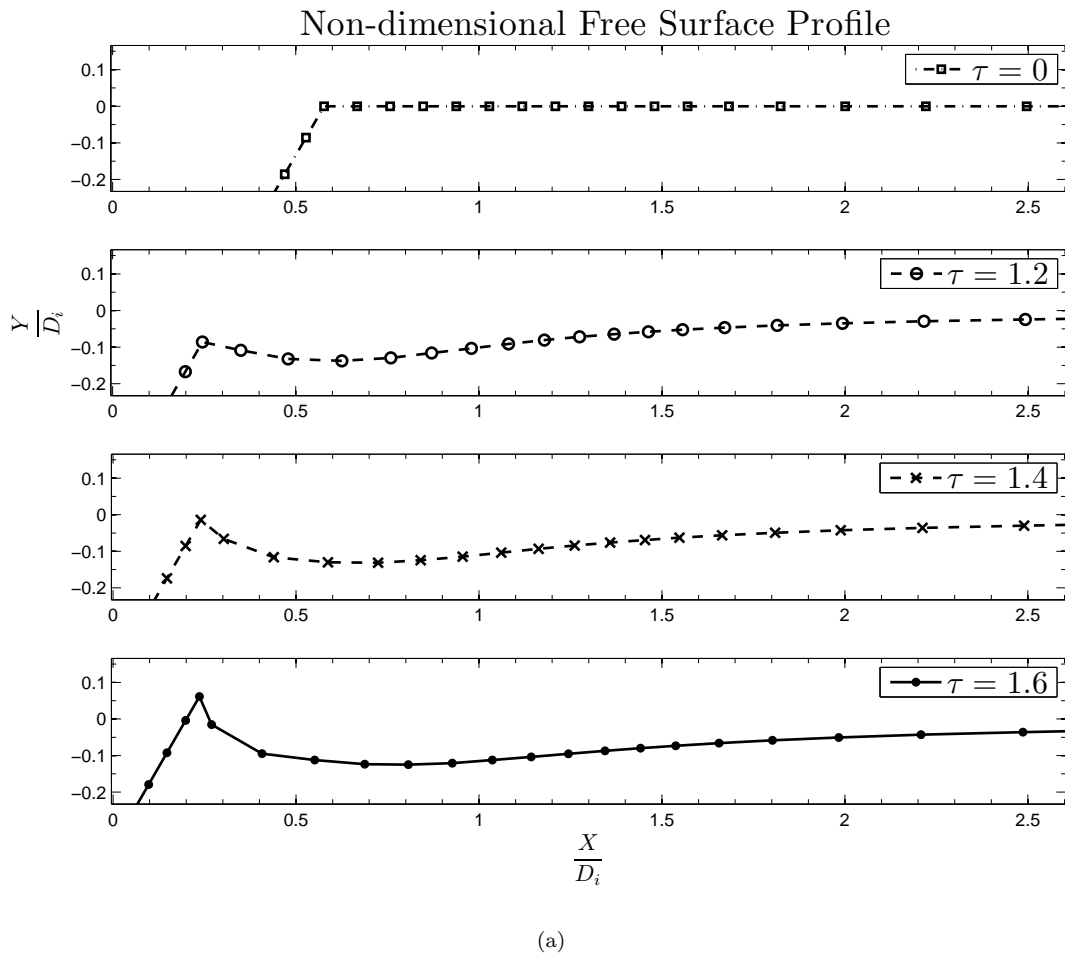 Non-dimensional Free Surface Profile
0.1
0
−0.1
−0.2
τ = 0
0 0.5 1 1.5 2 2.5
0.1
0
−0.1
−0.2
τ = 1.2
0 0.5 1 1.5 2 2.5
Y
D_i
0.1
0
−0.1
−0.2
τ = 1.4
0 0.5 1 1.5 2 2.5
0.1
0
−0.1
−0.2
τ = 1.6
0 0.5 1 1.5 2 2.5
X
D_i
(a)